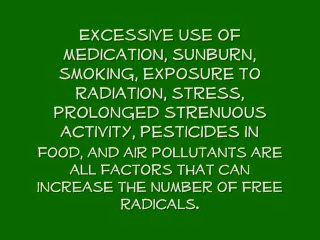 EXCESSIVE USE OF
MEDICATION, SUNBURN,
SMOKING, EXPOSURE TO
RADIATION, STRESS,
PROLONGED STRENUOUS
ACTIVITY, PESTICIDES IN
FOOD, AND AIR POLLUTANTS ARE
ALL FACTORS THAT CAN
INCREASE THE NUMBER OF FREE
RADICALS.